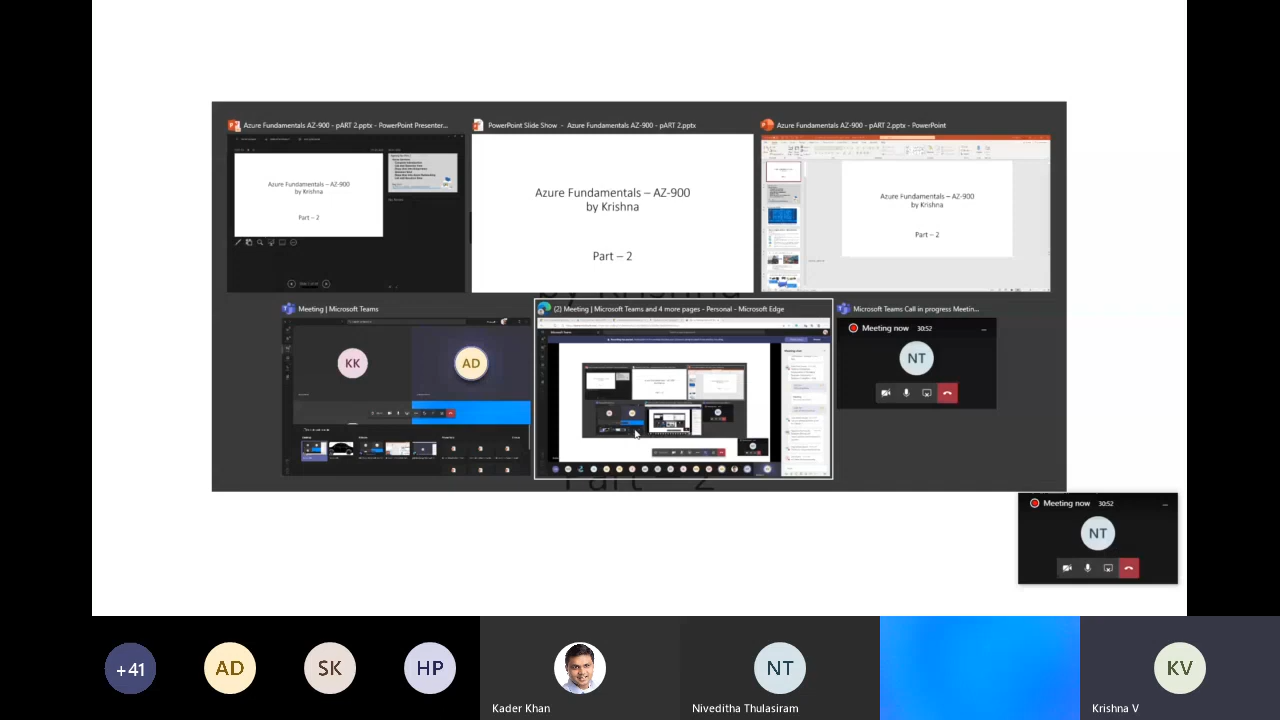 Azure Fundamentals AZ-900 - pART 2.pptx - PowerPoint Presenter...
PowerPoint Slide Show - Azure Fundamentals AZ-900 - pART 2.pptx
Azure Fundamentals AZ-900 - pART 2.pptx - PowerPoint
Azure Fundamentals – AZ-900
by Krishna
Part – 2
Azure Fundamentals – AZ-900
by Krishna
Part – 2
Azure Fundamentals – AZ-900
by Krishna
Part – 2
Meeting | Microsoft Teams
(2) Meeting | Microsoft Teams and 4 more pages - Personal - Microsoft Edge
Microsoft Teams Call in progress Meetin...
KK
AD
Meeting now 30:52
NT
Part – 2
Meeting now 30:52
NT
+41
AD
SK
HP
NT
KV
Kader Khan
Niveditha Thulasiram
Krishna V